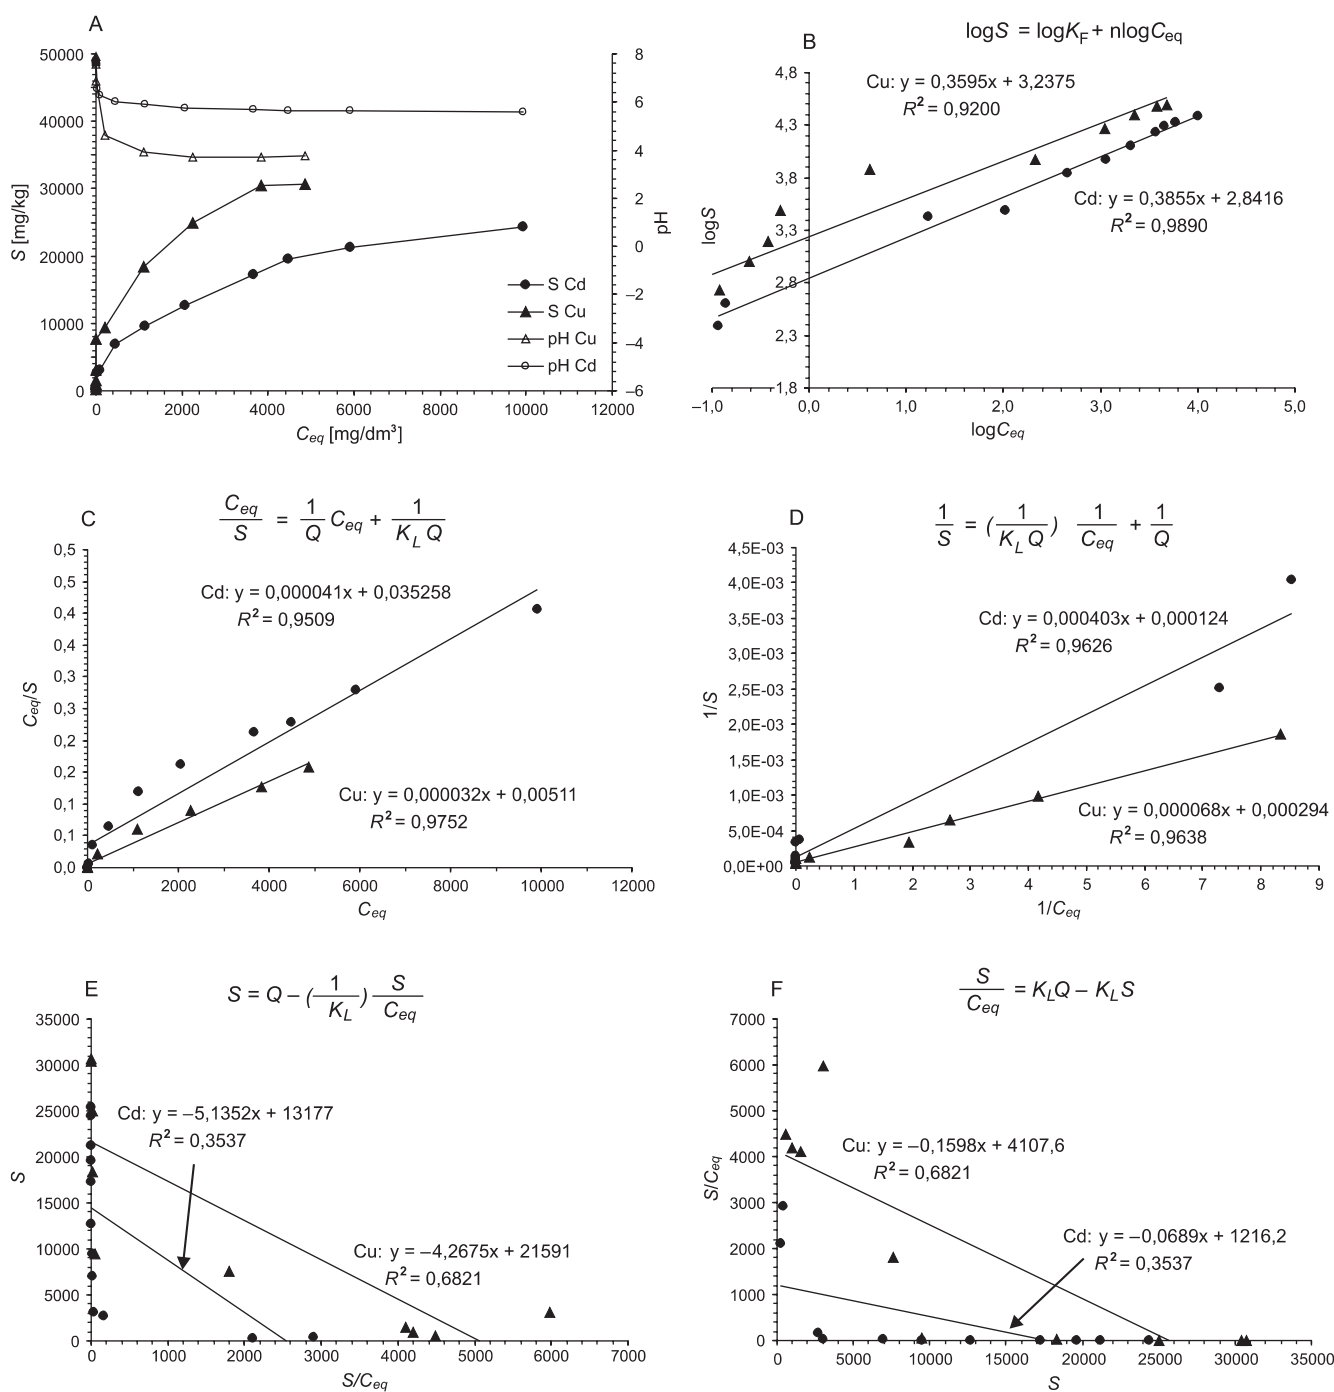 A
50000
40000
30000
20000
10000
0
S [mg/kg]
8
6
4
2
0
–2
–4
–6
pH
S Cd
S Cu
pH Cu
pH Cd
0 2000 4000 6000 8000 10000 12000
Ceq [mg/dm³]
B
logS = logKF + nlogCeq
4,8
4,3
3,8
3,3
2,8
2,3
1,8
logS
Cu: y = 0,3595x + 3,2375
R² = 0,9200
Cd: y = 0,3855x + 2,8416
R² = 0,9890
–1,0 0,0 1,0 2,0 3,0 4,0 5,0
logCeq
C
Ceq/S = 1/Q Ceq + 1/KL Q
0,5
0,5
0,4
0,4
0,3
0,3
0,2
0,2
0,1
0,1
0,0
Ceq/S
Cd: y = 0,000041x + 0,035258
R² = 0,9509
Cu: y = 0,000032x + 0,00511
R² = 0,9752
0 2000 4000 6000 8000 10000 12000
Ceq
D
1/S = (1/KL Q) 1/Ceq + 1/Q
4,5E-03
4,0E-03
3,5E-03
3,0E-03
2,5E-03
2,0E-03
1,5E-03
1,0E-03
5,0E-04
0,0E+00
1/S
Cd: y = 0,000403x + 0,000124
R² = 0,9626
Cu: y = 0,000068x + 0,000294
R² = 0,9638
0 1 2 3 4 5 6 7 8 9
1/Ceq
E
S = Q – (1/KL) S/Ceq
35000
30000
25000
20000
15000
10000
5000
0
S
Cd: y = –5,1352x + 13177
R² = 0,3537
Cu: y = –4,2675x + 21591
R² = 0,6821
0 1000 2000 3000 4000 5000 6000 7000
S/Ceq
F
S/Ceq = KLQ – KLS
7000
6000
5000
4000
3000
2000
1000
0
S/Ceq
Cu: y = –0,1598x + 4107,6
R² = 0,6821
Cd: y = –0,0689x + 1216,2
R² = 0,3537
0 5000 10000 15000 20000 25000 30000 35000
S